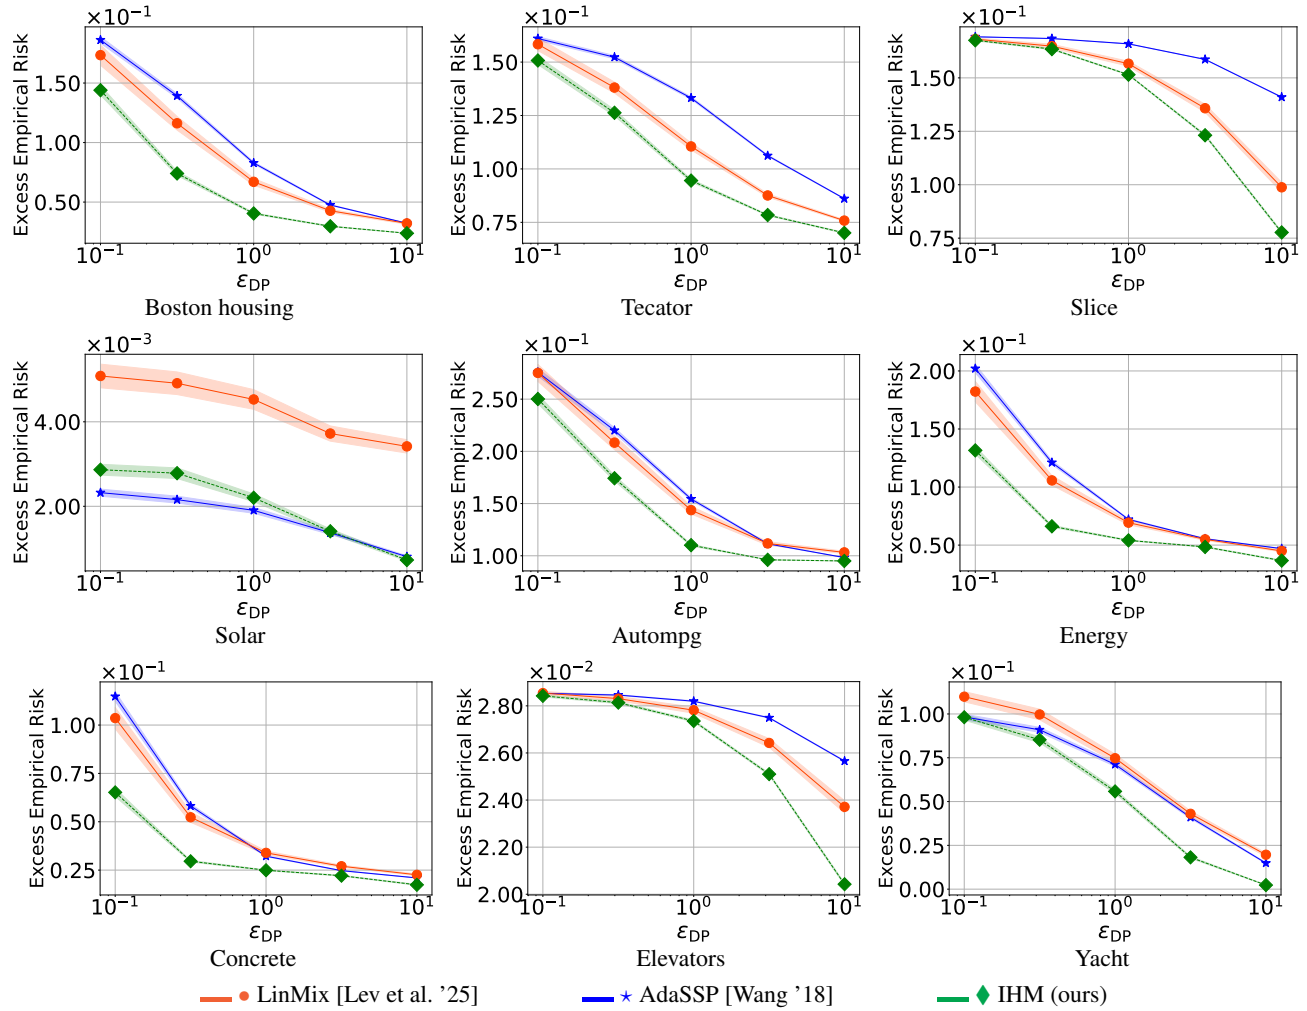 ×10⁻¹
Excess Empirical Risk
1.50
1.00
0.50
10⁻¹
10⁰
10¹
εDP
Boston housing
×10⁻¹
Excess Empirical Risk
1.50
1.25
1.00
0.75
10⁻¹
10⁰
10¹
εDP
Tecator
×10⁻¹
Excess Empirical Risk
1.50
1.25
1.00
0.75
10⁻¹
10⁰
10¹
εDP
Slice
×10⁻³
Excess Empirical Risk
4.00
2.00
10⁻¹
10⁰
10¹
εDP
Solar
×10⁻¹
Excess Empirical Risk
2.50
2.00
1.50
1.00
10⁻¹
10⁰
10¹
εDP
Autompg
×10⁻¹
Excess Empirical Risk
2.00
1.50
1.00
0.50
10⁻¹
10⁰
10¹
εDP
Energy
×10⁻¹
Excess Empirical Risk
1.00
0.75
0.50
0.25
10⁻¹
10⁰
10¹
εDP
Concrete
×10⁻²
Excess Empirical Risk
2.80
2.60
2.40
2.20
2.00
10⁻¹
10⁰
10¹
εDP
Elevators
×10⁻¹
Excess Empirical Risk
1.00
0.75
0.50
0.25
0.00
10⁻¹
10⁰
10¹
εDP
Yacht
LinMix [Lev et al. ’25]
AdaSSP [Wang ’18]
IHM (ours)